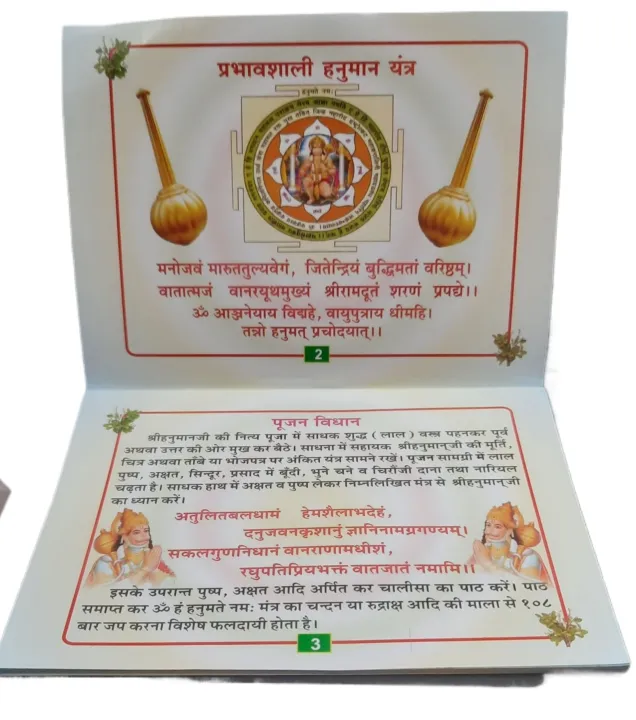 प्रभावशाली हनुमान यंत्र
हनुमते नमः
मनोजवं मारुततुल्यवेगं, जितेन्द्रियं बुद्धिमतां वरिष्ठम्।
वातात्मजं वानरयूथमुख्यं श्रीरामदूतं शरणं प्रपद्ये।।
ॐ आञ्जनेयाय विद्महे, वायुपुत्राय धीमहि।
तन्नो हनुमत् प्रचोदयात्।।
2
पूजन विधान
श्रीहनुमानजी की नित्य पूजा में साधक शुद्ध (लाल) वस्त्र पहनकर पूर्व
अथवा उत्तर की ओर मुख कर बैठे। साधना में सहायक श्रीहनुमान्‌जी की मूर्ति,
चित्र अथवा ताँबे या भोजपत्र पर अंकित यंत्र सामने रखें। पूजन सामग्री में लाल
पुष्प, अक्षत, सिन्दूर, प्रसाद में बूँदी, भुने चने व चिरौंजी दाना तथा नारियल
चढ़ता है। साधक हाथ में अक्षत व पुष्प लेकर निम्नलिखित मंत्र से श्रीहनुमान्‌जी
का ध्यान करें।
अतुलितबलधामं हेमशैलाभदेहं,
दनुजवनकृशानुं ज्ञानिनामग्रगण्यम्।
सकलगुणनिधानं वानराणामधीशं,
रघुपतिप्रियभक्तं वातजातं नमामि।।
इसके उपरान्त पुष्प, अक्षत आदि अर्पित कर चालीसा का पाठ करें। पाठ
समाप्त कर ॐ हं हनुमते नमः मंत्र का चन्दन या रुद्राक्ष आदि की माला से १०८
बार जप करना विशेष फलदायी होता है।
3